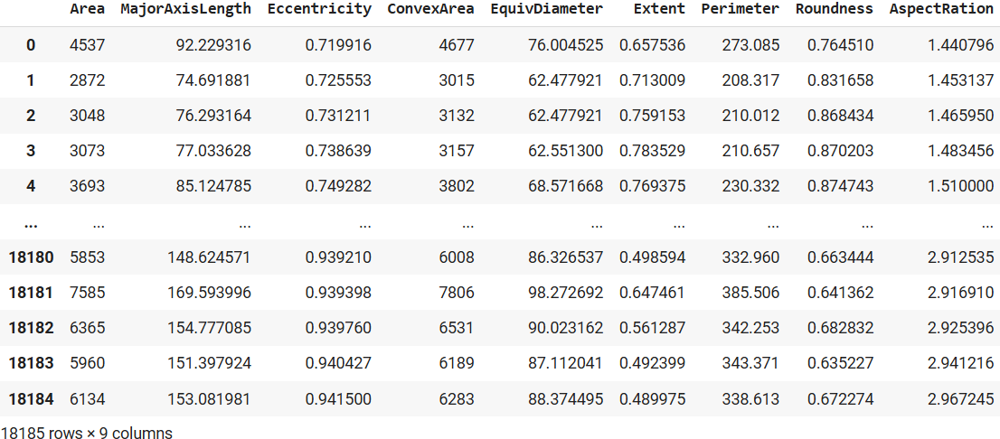 Area MajorAxisLength Eccentricity ConvexArea EquivDiameter Extent Perimeter Roundness AspectRation
0 4537 92.229316 0.719916 4677 76.004525 0.657536 273.085 0.764510 1.440796
1 2872 74.691881 0.725553 3015 62.477921 0.713009 208.317 0.831658 1.453137
2 3048 76.293164 0.731211 3132 62.477921 0.759153 210.012 0.868434 1.465950
3 3073 77.033628 0.738639 3157 62.551300 0.783529 210.657 0.870203 1.483456
4 3693 85.124785 0.749282 3802 68.571668 0.769375 230.332 0.874743 1.510000
... ... ... ... ... ... ... ... ... ...
18180 5853 148.624571 0.939210 6008 86.326537 0.498594 332.960 0.663444 2.912535
18181 7585 169.593996 0.939398 7806 98.272692 0.647461 385.506 0.641362 2.916910
18182 6365 154.777085 0.939760 6531 90.023162 0.561287 342.253 0.682832 2.925396
18183 5960 151.397924 0.940427 6189 87.112041 0.492399 343.371 0.635227 2.941216
18184 6134 153.081981 0.941500 6283 88.374495 0.489975 338.613 0.672274 2.967245
18185 rows × 9 columns